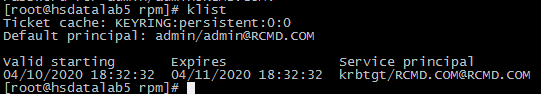 [root@hsdatalab5 rpm]# klist
Ticket cache: KEYRING:persistent:0:0
Default principal: admin/admin@RCMD.COM
Valid starting Expires Service principal
04/10/2020 18:32:32 04/11/2020 18:32:32 krbtgt/RCMD.COM@RCMD.COM
[root@hsdatalab5 rpm]#